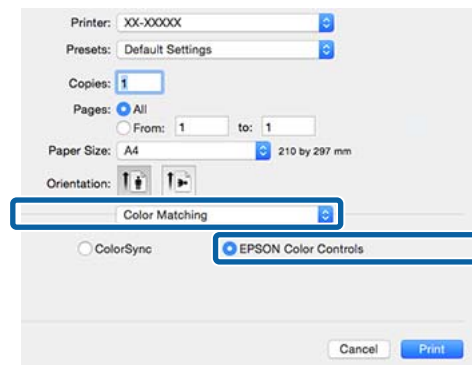 Printer: XX-XXXXX
Presets: Default Settings
Copies: 1
Pages: All
From: 1 to: 1
Paper Size: A4 210 by 297 mm
Orientation:
Color Matching
ColorSync EPSON Color Controls
Cancel Print